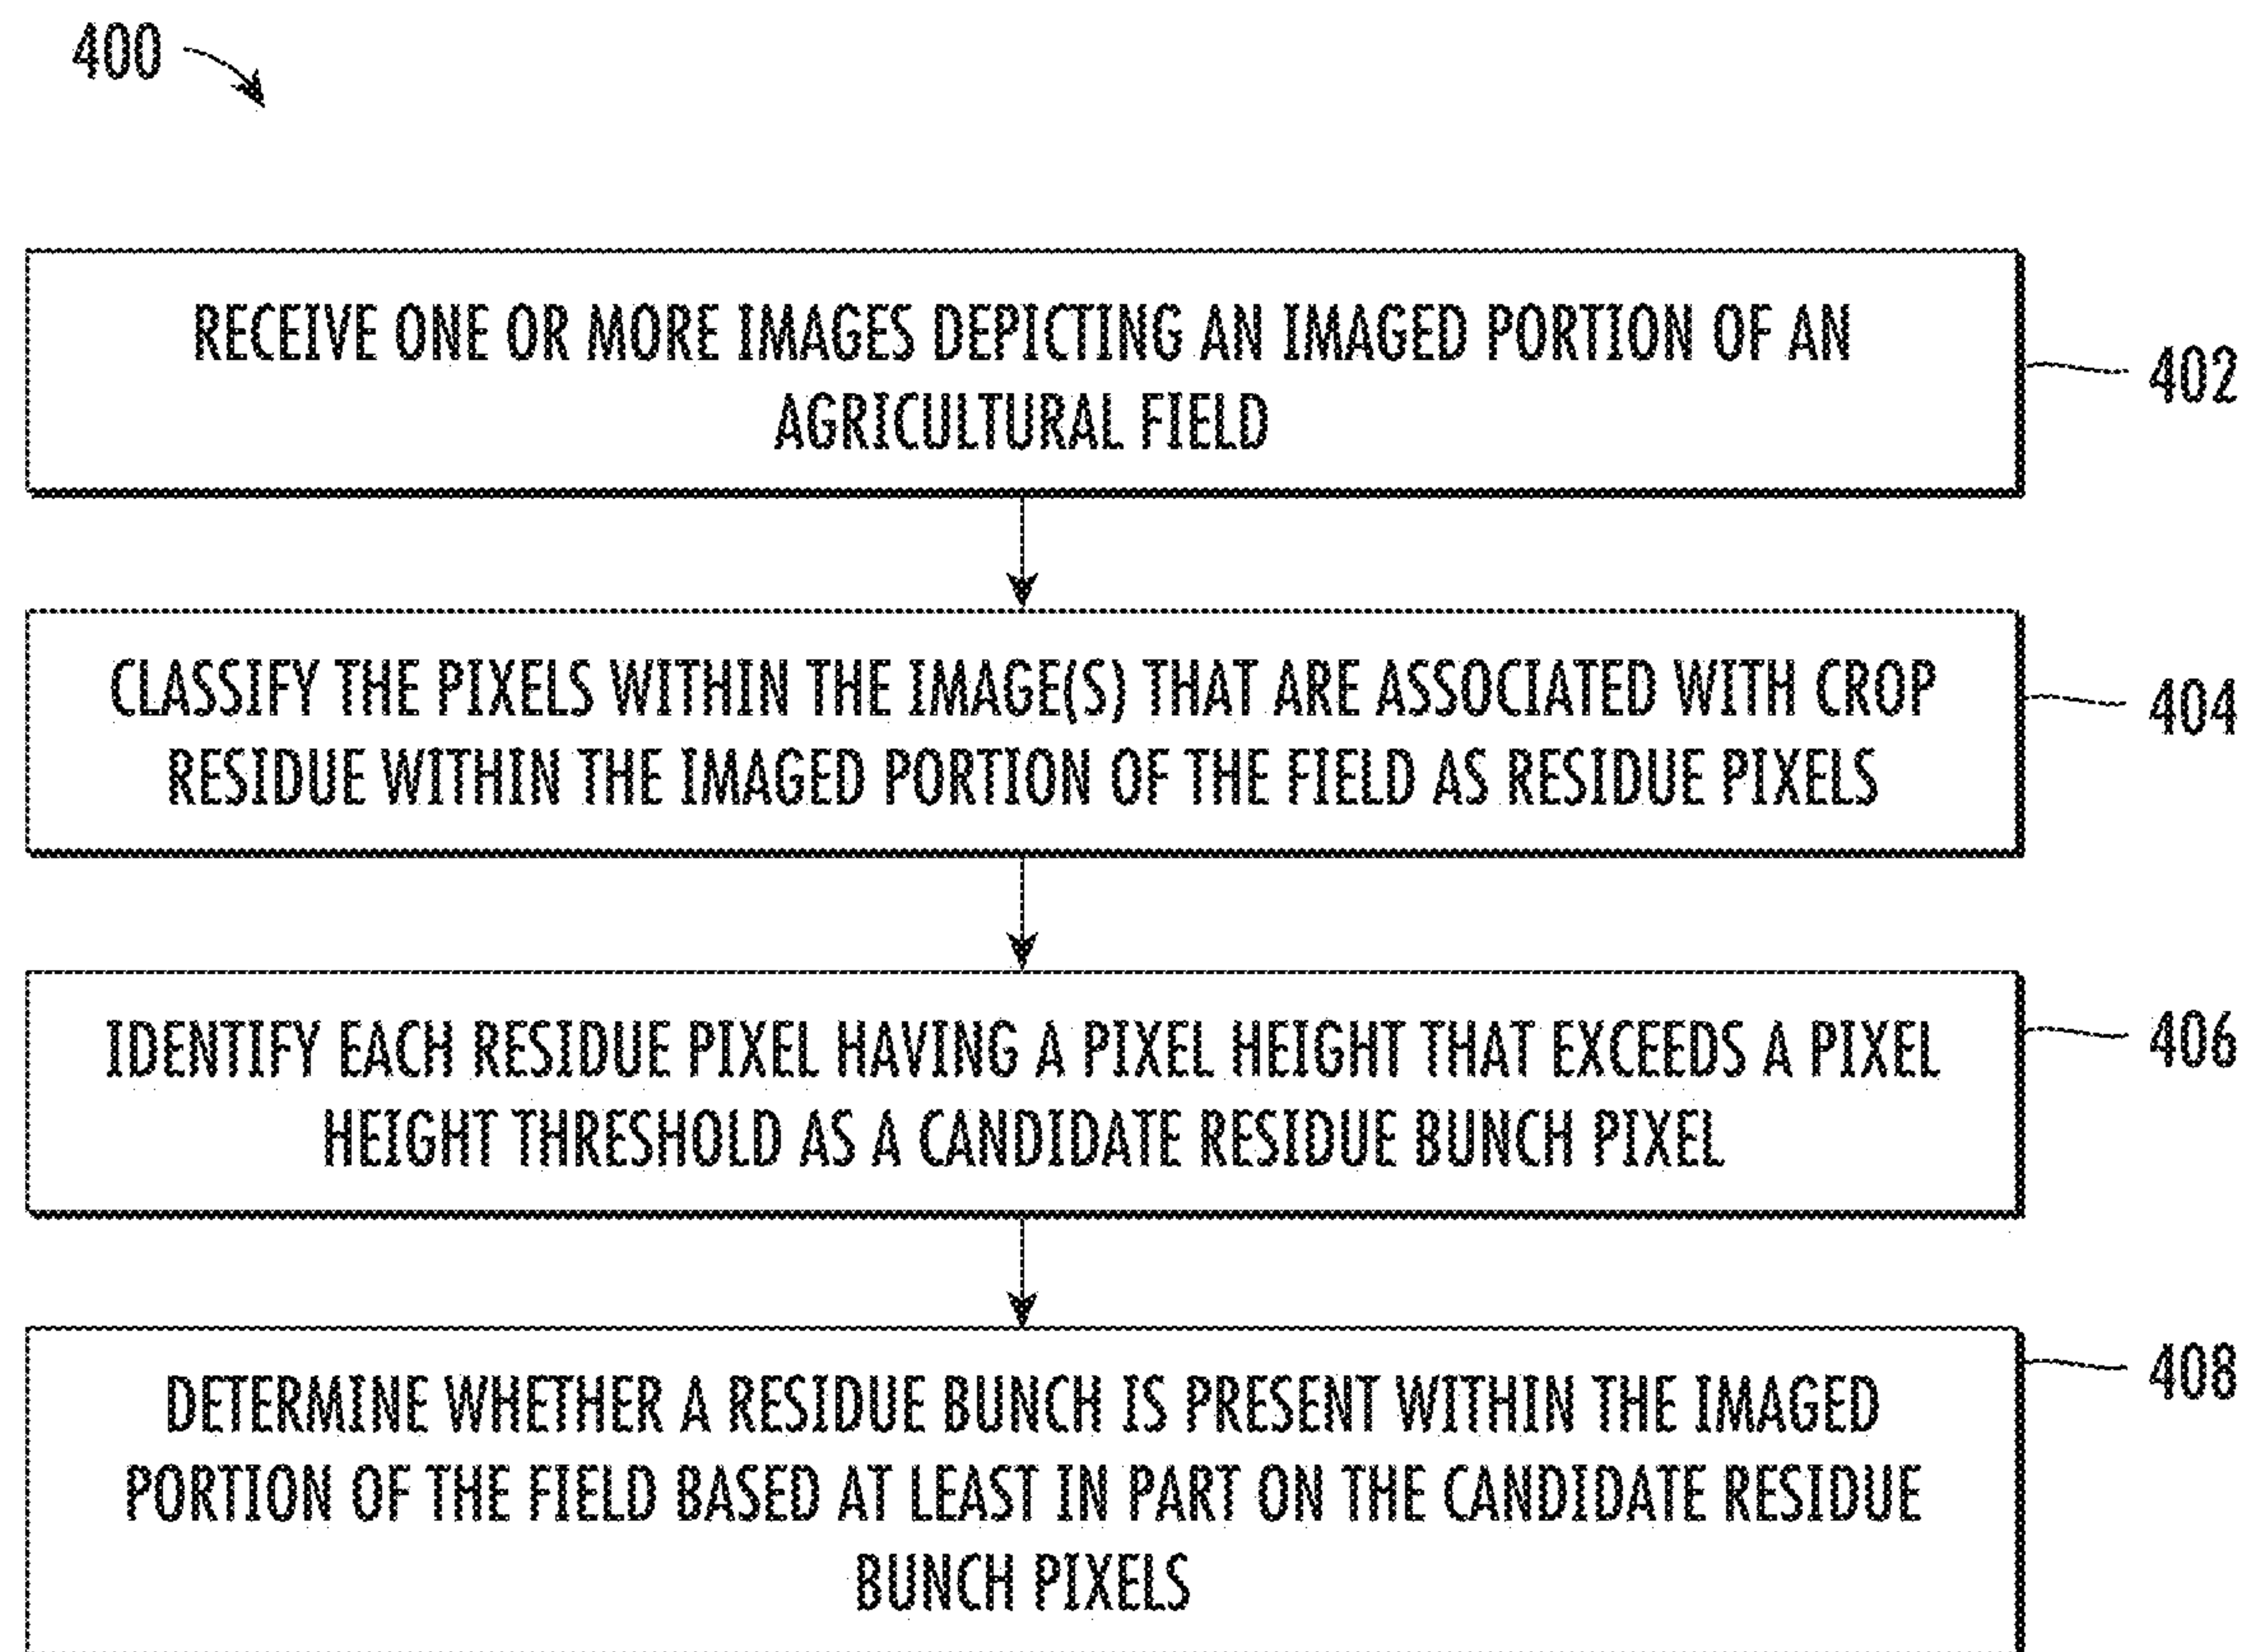 400
RECEIVE ONE OR MORE IMAGES DEPICTING AN IMAGED PORTION OF AN
AGRICULTURAL FIELD
402
CLASSIFY THE PIXELS WITHIN THE IMAGE(S) THAT ARE ASSOCIATED WITH CROP
RESIDUE WITHIN THE IMAGED PORTION OF THE FIELD AS RESIDUE PIXELS
404
IDENTIFY EACH RESIDUE PIXEL HAVING A PIXEL HEIGHT THAT EXCEEDS A PIXEL
HEIGHT THRESHOLD AS A CANDIDATE RESIDUE BUNCH PIXEL
406
DETERMINE WHETHER A RESIDUE BUNCH IS PRESENT WITHIN THE IMAGED
PORTION OF THE FIELD BASED AT LEAST IN PART ON THE CANDIDATE RESIDUE
BUNCH PIXELS
408